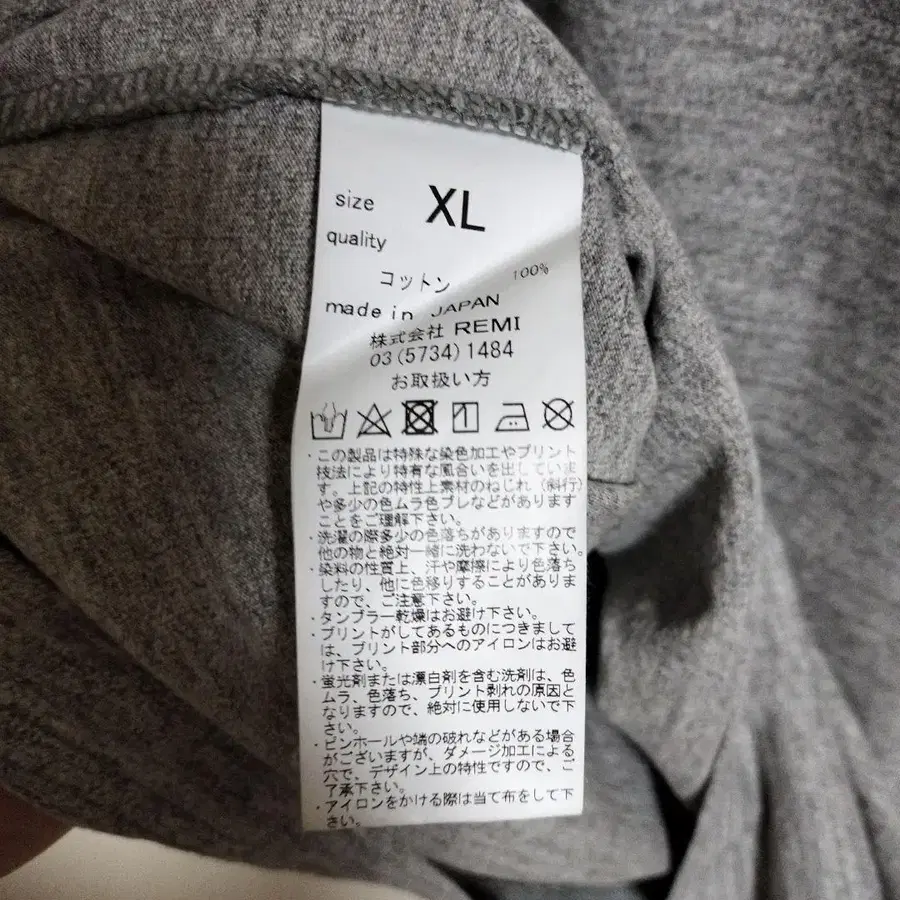 size XL
quality
コットン 100%
made in JAPAN
株式会社 REMI
03(5734)1484
お取扱い方
・この製品は特殊な染色加工やプリント
技法により特有な風合いを出していま
す。上記の特性上素材のねじれ（斜行）
や多少の色ムラ色ブレなどがあります
ことをご理解下さい。
・洗濯の際多少の色落ちがありますので
他の物と絶対一緒に洗わないで下さい。
・染料の性質上、汗や摩擦により色落ち
したり、他に色移りすることがありま
すので、ご注意下さい。
・タンブラー乾燥はお避け下さい。
・プリントがしてあるものにつきまして
は、プリント部分へのアイロンはお避
け下さい。
・蛍光剤または漂白剤を含む洗剤は、色
ムラ、色落ち、プリント剥れの原因と
なりますので、絶対に使用しないで下
さい。
・ピンホールや端の破れなどがある場合
がございますが、ダメージ加工による
穴で、デザイン上の特性ですので、ご
了承下さい。
・アイロンをかける際は当て布をして下
さい。